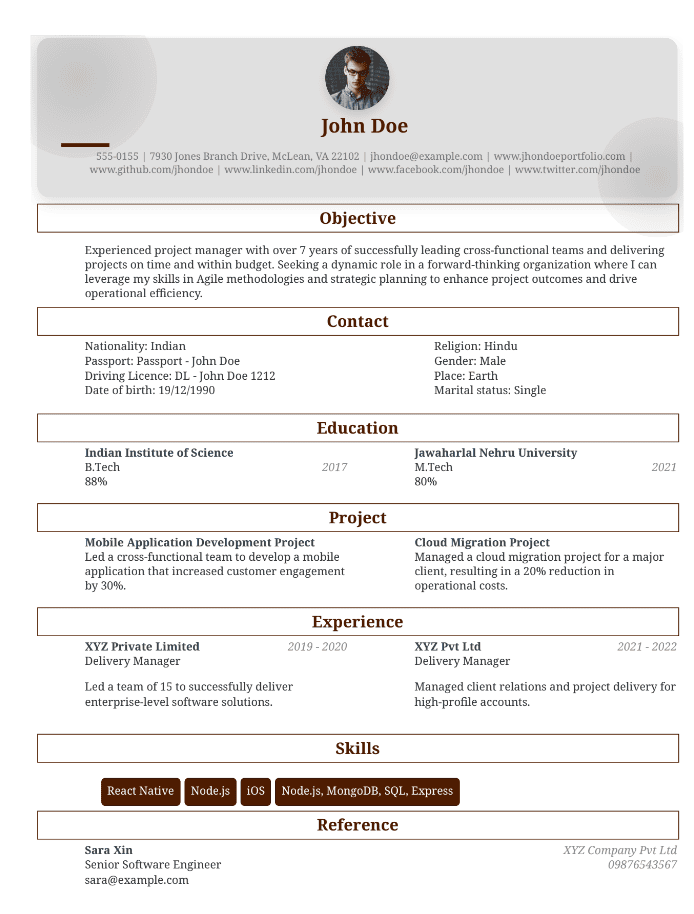 John Doe
555-0155 | 7930 Jones Branch Drive, McLean, VA 22102 | jhondoe@example.com | www.jhondoeportfolio.com |
www.github.com/jhondoe | www.linkedin.com/jhondoe | www.facebook.com/jhondoe | www.twitter.com/jhondoe
Objective
Experienced project manager with over 7 years of successfully leading cross-functional teams and delivering
projects on time and within budget. Seeking a dynamic role in a forward-thinking organization where I can
leverage my skills in Agile methodologies and strategic planning to enhance project outcomes and drive
operational efficiency.
Contact
Nationality: Indian
Passport: Passport - John Doe
Driving Licence: DL - John Doe 1212
Date of birth: 19/12/1990
Religion: Hindu
Gender: Male
Place: Earth
Marital status: Single
Education
Indian Institute of Science
B.Tech 2017
88%
Jawaharlal Nehru University
M.Tech 2021
80%
Project
Mobile Application Development Project
Led a cross-functional team to develop a mobile
application that increased customer engagement
by 30%.
Cloud Migration Project
Managed a cloud migration project for a major
client, resulting in a 20% reduction in
operational costs.
Experience
XYZ Private Limited 2019 - 2020
Delivery Manager
Led a team of 15 to successfully deliver
enterprise-level software solutions.
XYZ Pvt Ltd 2021 - 2022
Delivery Manager
Managed client relations and project delivery for
high-profile accounts.
Skills
React Native Node.js iOS Node.js, MongoDB, SQL, Express
Reference
Sara Xin XYZ Company Pvt Ltd
Senior Software Engineer 09876543567
sara@example.com